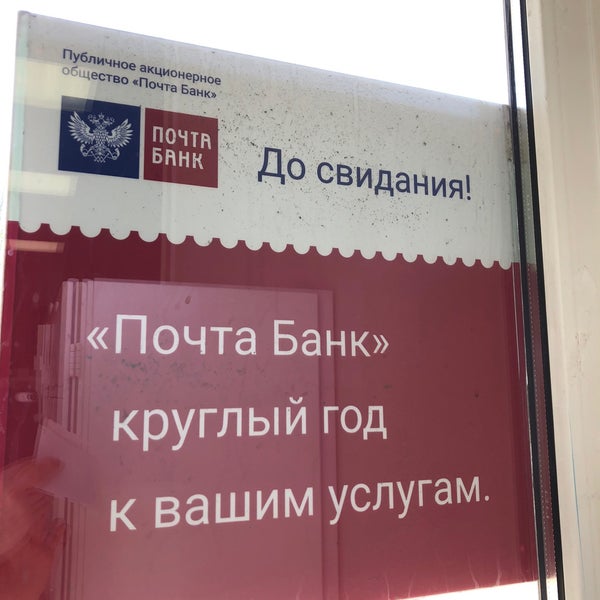 Публичное акционерное
общество «Почта Банк»
ПОЧТА
БАНК
До свидания!
«Почта Банк»
круглый год
к вашим услугам.